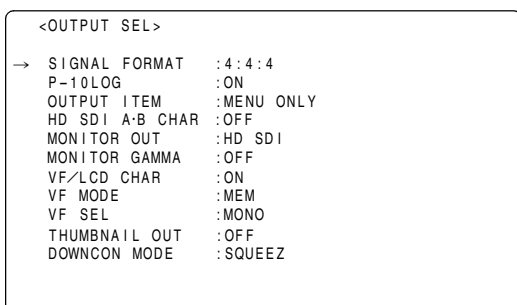 <OUTPUT SEL>
→ SIGNAL FORMAT :4:4:4
P-10LOG :ON
OUTPUT ITEM :MENU ONLY
HD SDI A·B CHAR :OFF
MONITOR OUT :HD SDI
MONITOR GAMMA :OFF
VF/LCD CHAR :ON
VF MODE :MEM
VF SEL :MONO
THUMBNAIL OUT :OFF
DOWNCON MODE :SQUEEZ